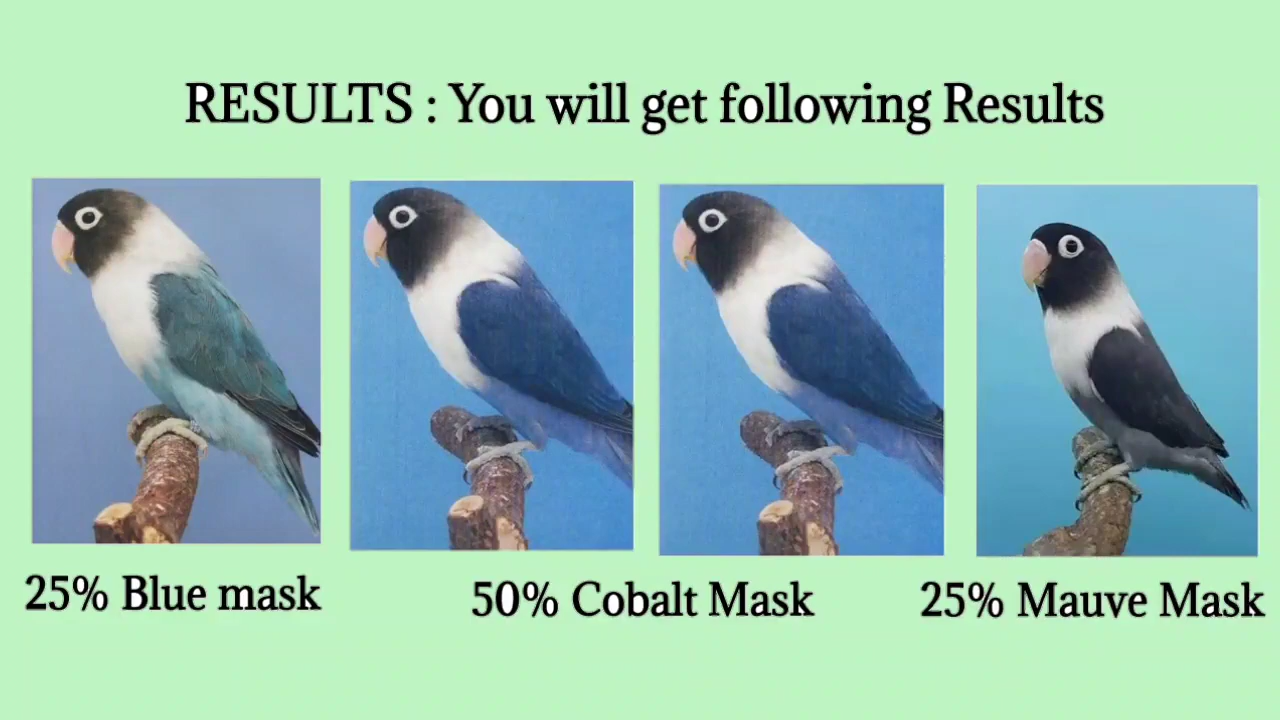 RESULTS : You will get following Results
25% Blue mask
50% Cobalt Mask
25% Mauve Mask